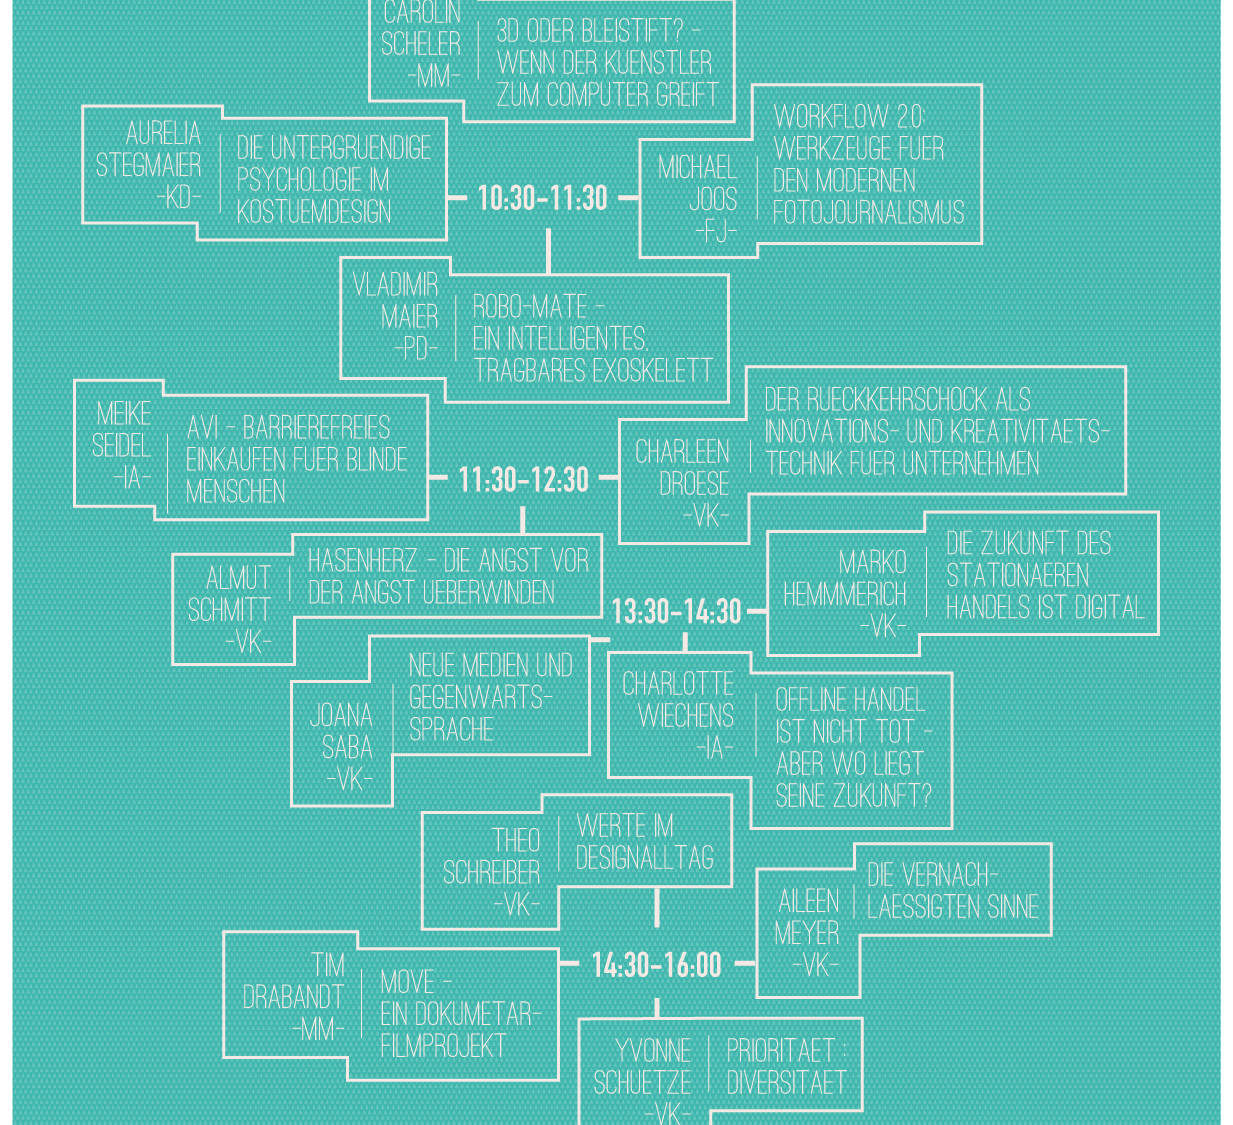 CAROLIN
SCHELER
-MM-
3D ODER BLEISTIFT? -
WENN DER KUENSTLER
ZUM COMPUTER GREIFT
AURELIA
STEGMAIER
-KD-
DIE UNTERGRUENDIGE
PSYCHOLOGIE IM
KOSTUEMDESIGN
10:30-11:30
MICHAEL
JOOS
-FJ-
WORKFLOW 2.0:
WERKZEUGE FUER
DEN MODERNEN
FOTOJOURNALISMUS
VLADIMIR
MAIER
-PD-
ROBO-MATE -
EIN INTELLIGENTES,
TRAGBARES EXOSKELETT
MEIKE
SEIDEL
-IA-
AVI - BARRIEREFREIES
EINKAUFEN FUER BLINDE
MENSCHEN
11:30-12:30
CHARLEEN
DROESE
-VK-
DER RUECKKEHRSCHOCK ALS
INNOVATIONS- UND KREATIVITAETS-
TECHNIK FUER UNTERNEHMEN
ALMUT
SCHMITT
-VK-
HASENHERZ - DIE ANGST VOR
DER ANGST UEBERWINDEN
13:30-14:30
MARKO
HEMMMERICH
-VK-
DIE ZUKUNFT DES
STATIONAEREN
HANDELS IST DIGITAL
JOANA
SABA
-VK-
NEUE MEDIEN UND
GEGENWARTS-
SPRACHE
CHARLOTTE
WIECHENS
-IA-
OFFLINE HANDEL
IST NICHT TOT -
ABER WO LIEGT
SEINE ZUKUNFT?
THEO
SCHREIBER
-VK-
WERTE IM
DESIGNALLTAG
AILEEN
MEYER
-VK-
DIE VERNACH-
LAESSIGTEN SINNE
TIM
DRABANDT
-MM-
MOVE -
EIN DOKUMETAR-
FILMPROJEKT
14:30-16:00
YVONNE
SCHUETZE
-VK-
PRIORITAET :
DIVERSITAET